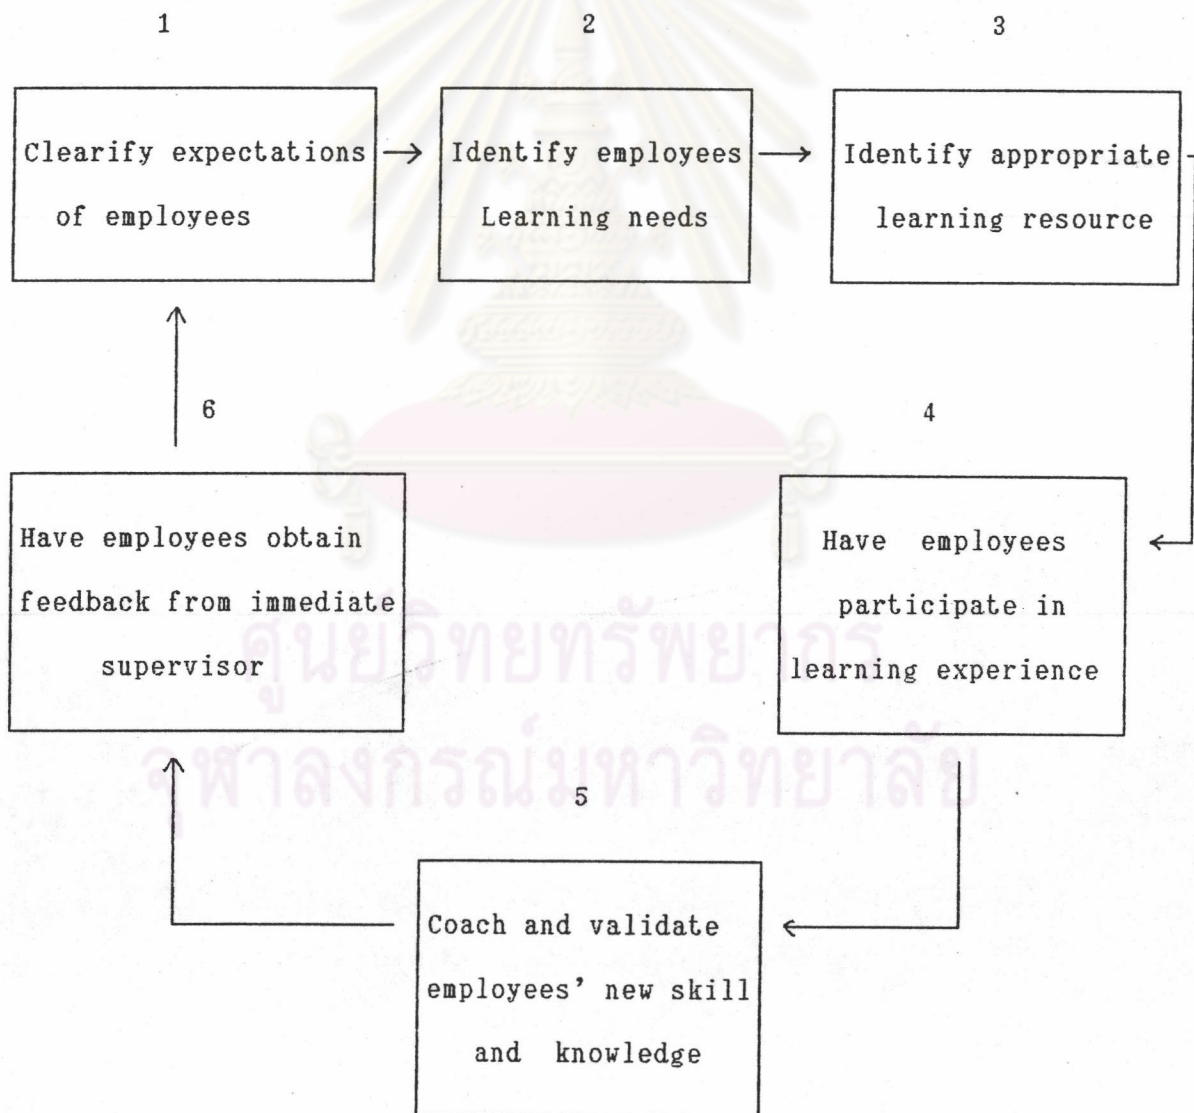 1
Clearify expectations
of employees
2
Identify employees
Learning needs
3
Identify appropriate
learning resource
4
Have employees
participate in
learning experience
5
Coach and validate
employees' new skill
and knowledge
6
Have employees obtain
feedback from immediate
supervisor
ศูนย์วิทยทรัพยากร
จุฬาลงกรณ์มหาวิทยาลัย